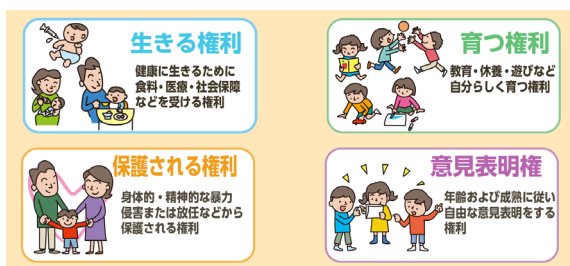 生きる権利
健康に生きるために
食料・医療・社会保障
などを受ける権利
育つ権利
教育・休養・遊びなど
自分らしく育つ権利
保護される権利
身体的・精神的な暴力
侵害または放任などから
保護される権利
意見表明権
年齢および成熟に従い
自由な意見表明をする
権利